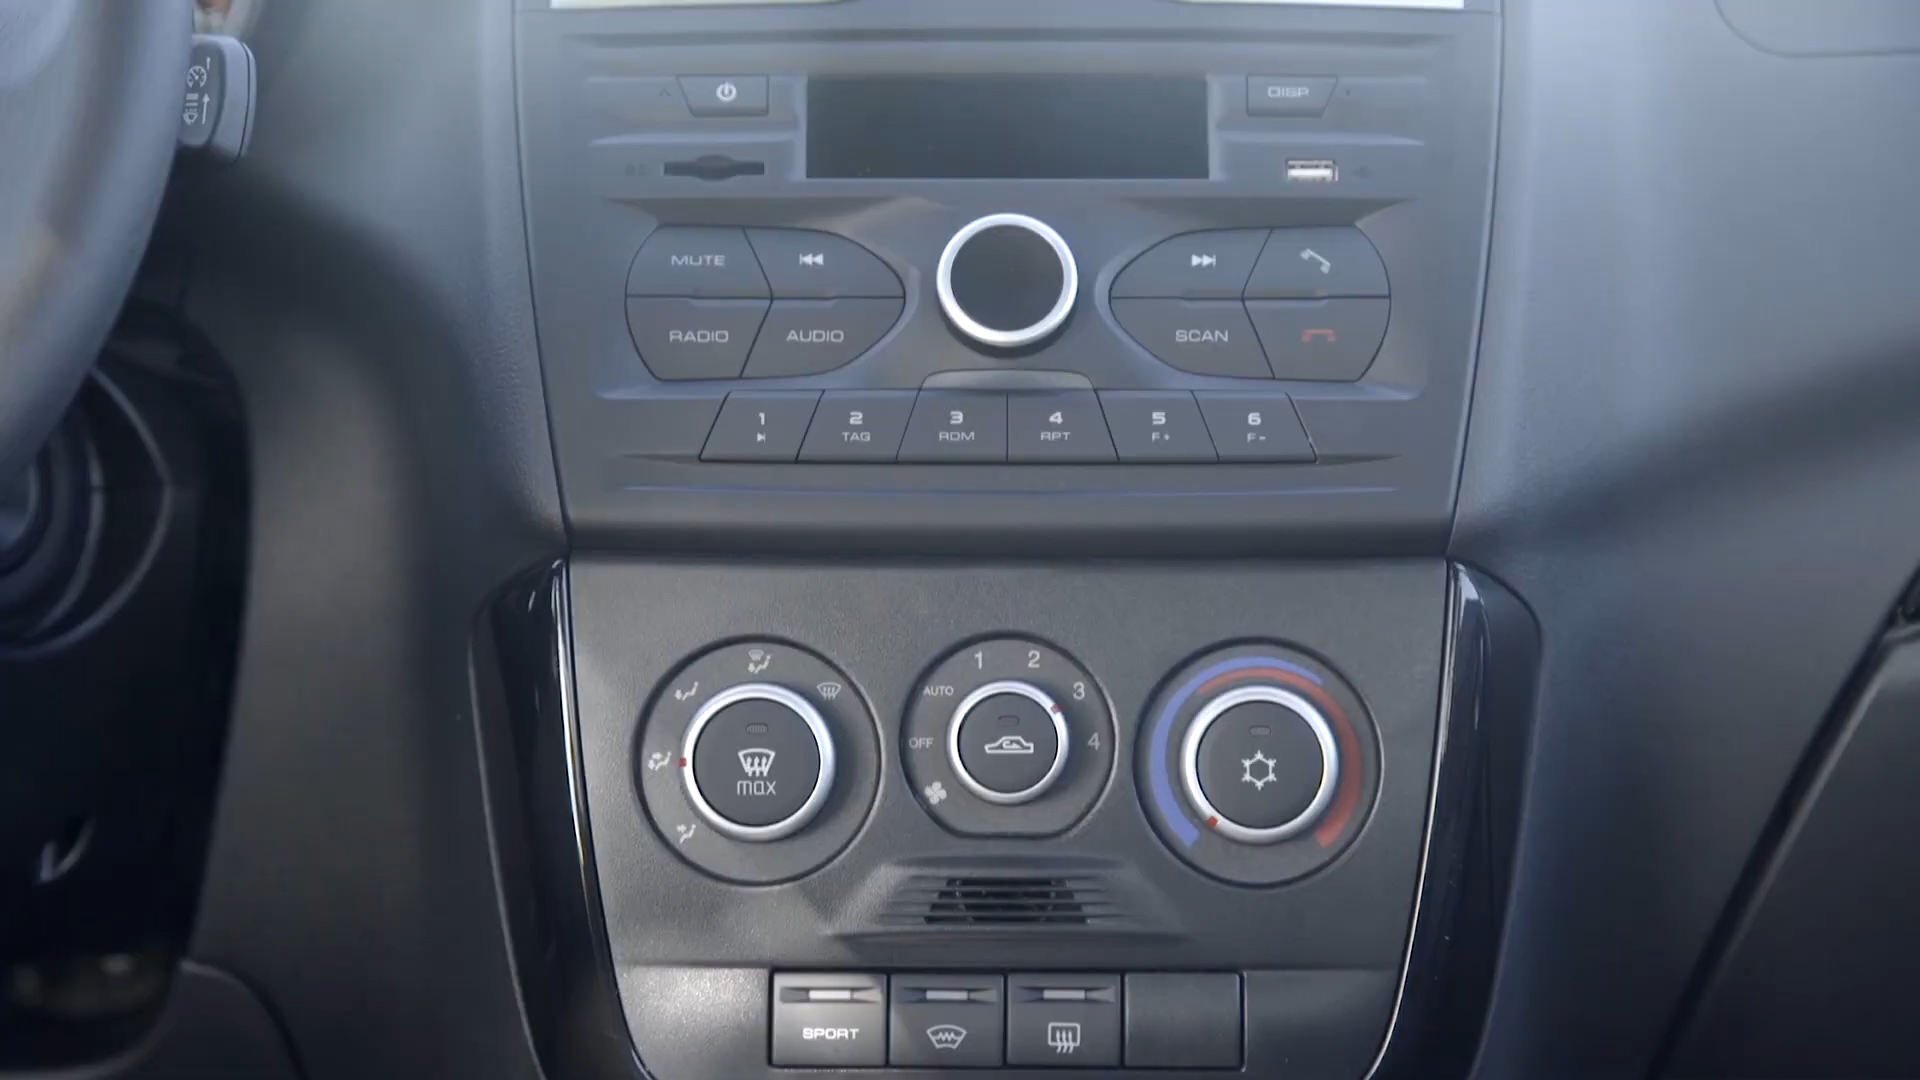 DISP
MUTE
RADIO AUDIO SCAN
1 2 3 4 5 6
TAG RDM RPT F+ F-
1 2
AUTO 3
OFF 4
max
SPORT